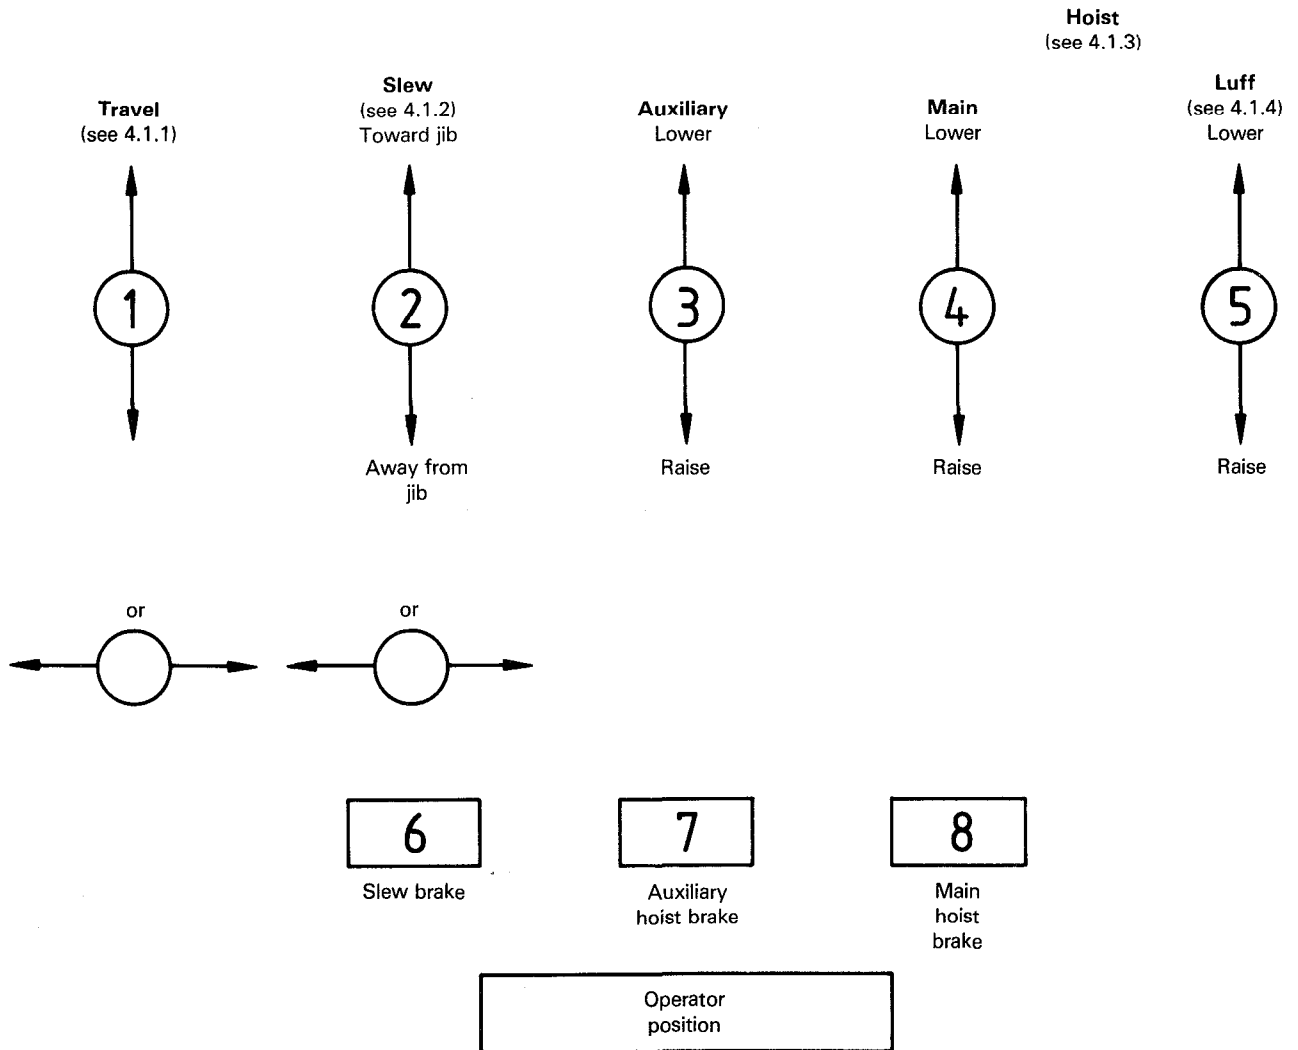 Hoist
(see 4.1.3)
Travel
(see 4.1.1)
Slew
(see 4.1.2)
Toward jib
Auxiliary
Lower
Main
Lower
Luff
(see 4.1.4)
Lower
1
2
3
4
5
Away from
jib
Raise
Raise
Raise
or
or
6
7
8
Slew brake
Auxiliary
hoist brake
Main
hoist
brake
Operator
position